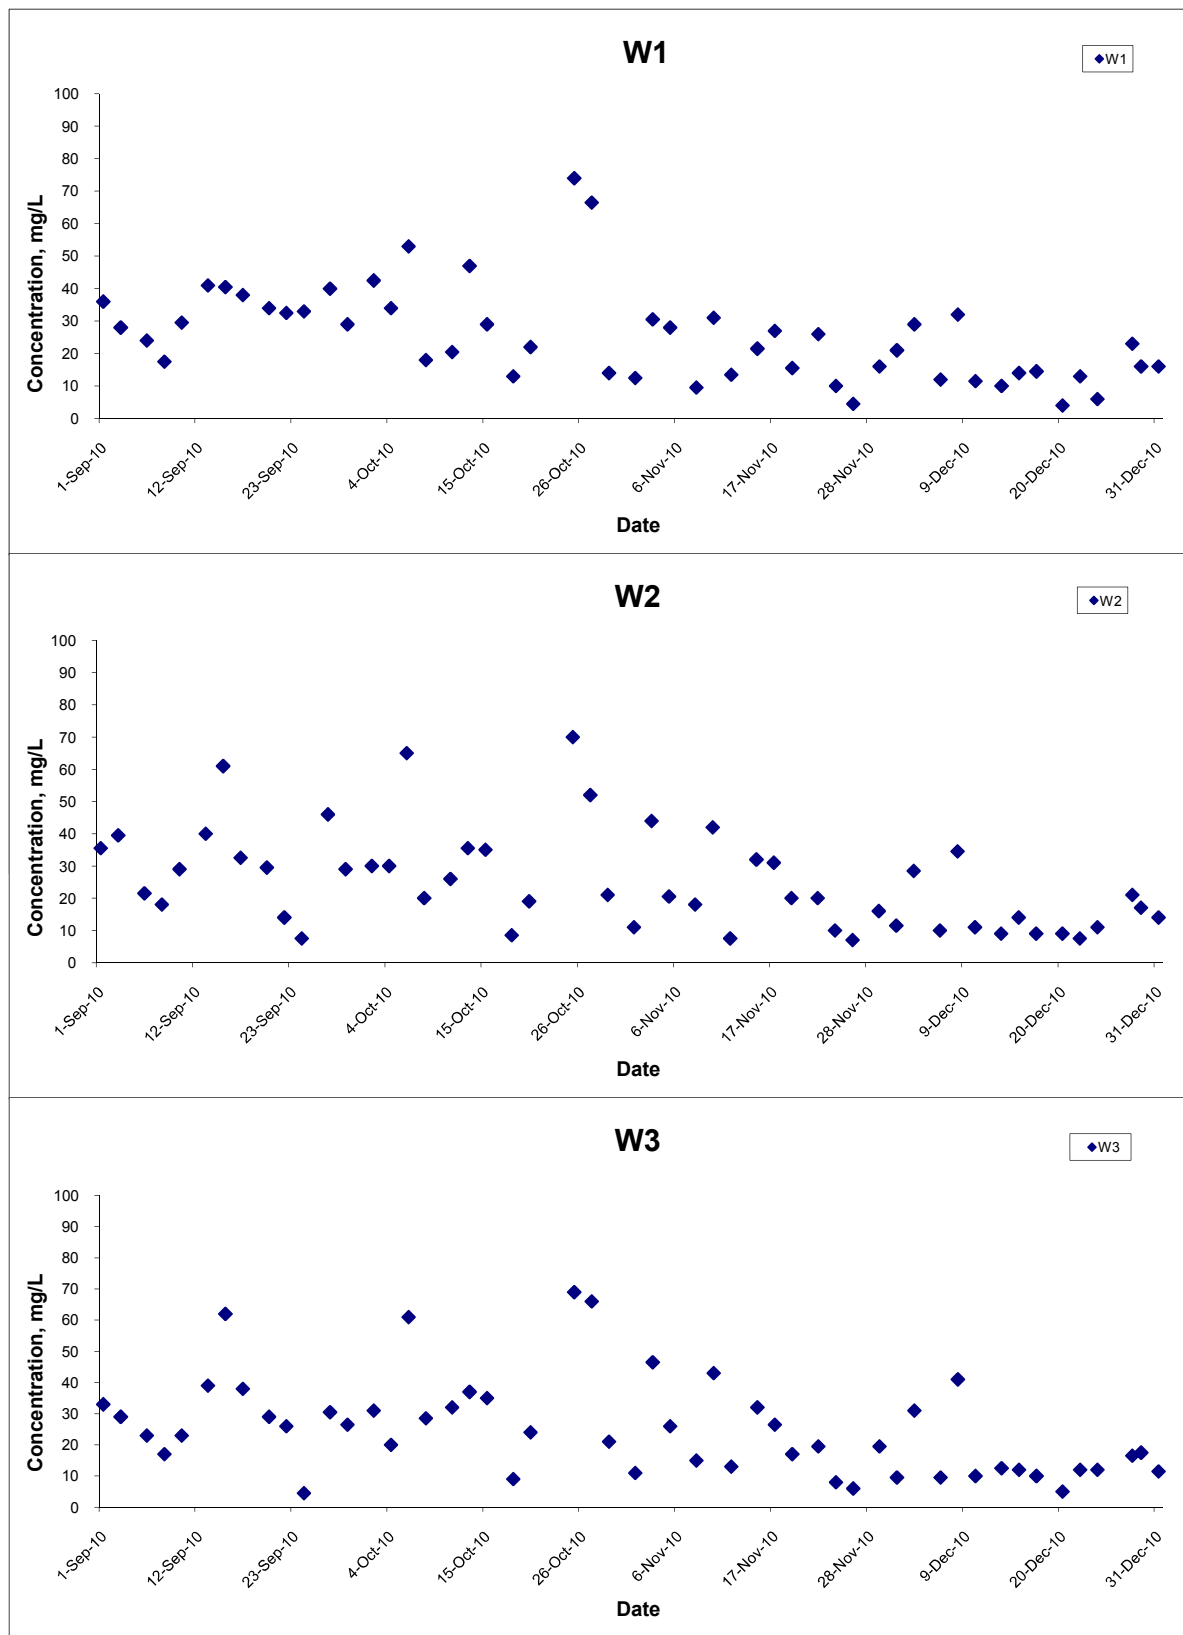 W1
W1
100
90
80
70
60
50
40
30
20
10
0
Concentration, mg/L
1-Sep-10
12-Sep-10
23-Sep-10
4-Oct-10
15-Oct-10
26-Oct-10
6-Nov-10
17-Nov-10
28-Nov-10
9-Dec-10
20-Dec-10
31-Dec-10
Date
W2
W2
100
90
80
70
60
50
40
30
20
10
0
Concentration, mg/L
1-Sep-10
12-Sep-10
23-Sep-10
4-Oct-10
15-Oct-10
26-Oct-10
6-Nov-10
17-Nov-10
28-Nov-10
9-Dec-10
20-Dec-10
31-Dec-10
Date
W3
W3
100
90
80
70
60
50
40
30
20
10
0
Concentration, mg/L
1-Sep-10
12-Sep-10
23-Sep-10
4-Oct-10
15-Oct-10
26-Oct-10
6-Nov-10
17-Nov-10
28-Nov-10
9-Dec-10
20-Dec-10
31-Dec-10
Date